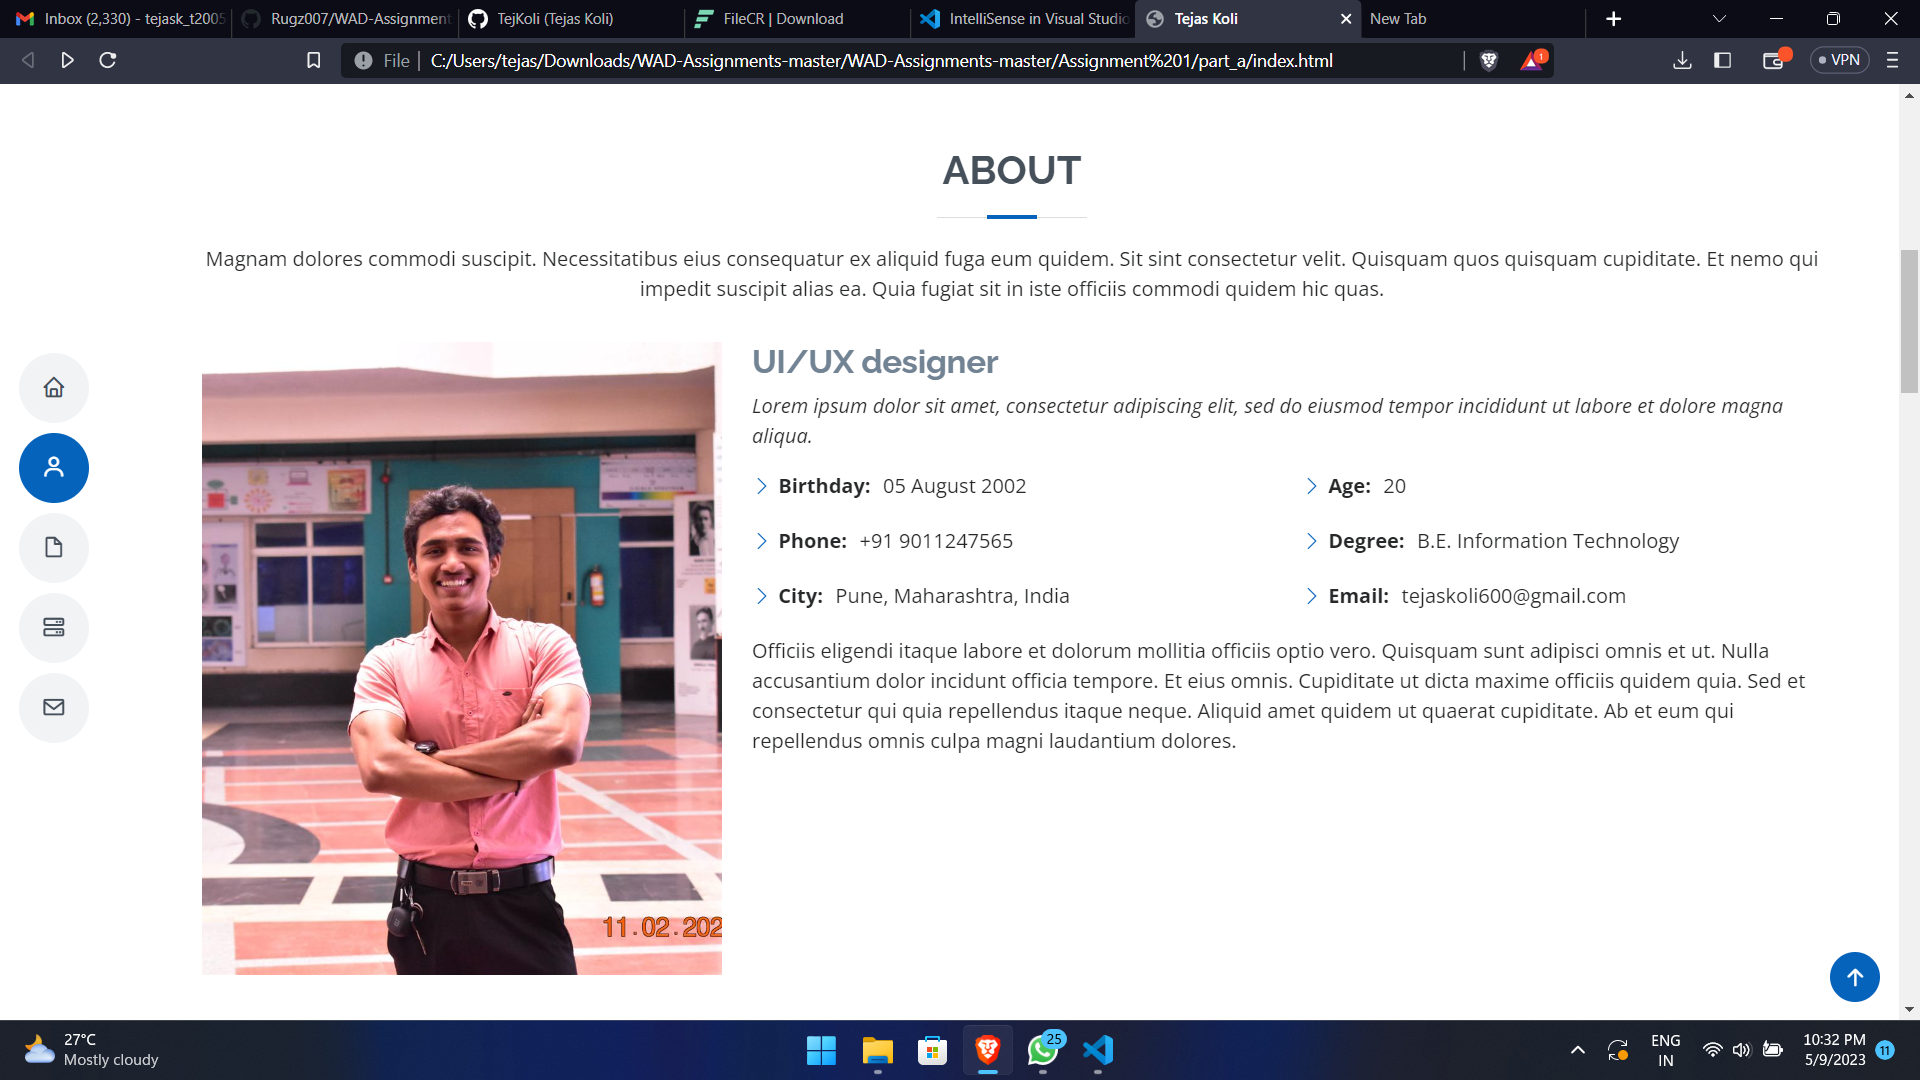 Inbox (2,330) - tejask_t2005
Rugz007/WAD-Assignment
TejKoli (Tejas Koli)
FileCR | Download
IntelliSense in Visual Studio
Tejas Koli
New Tab
File
C:/Users/tejas/Downloads/WAD-Assignments-master/WAD-Assignments-master/Assignment%201/part_a/index.html
1
VPN
ABOUT
Magnam dolores commodi suscipit. Necessitatibus eius consequatur ex aliquid fuga eum quidem. Sit sint consectetur velit. Quisquam quos quisquam cupiditate. Et nemo qui
impedit suscipit alias ea. Quia fugiat sit in iste officiis commodi quidem hic quas.
UI/UX designer
Lorem ipsum dolor sit amet, consectetur adipiscing elit, sed do eiusmod tempor incididunt ut labore et dolore magna
aliqua.
Birthday: 05 August 2002
Age: 20
Phone: +91 9011247565
Degree: B.E. Information Technology
City: Pune, Maharashtra, India
Email: tejaskoli600@gmail.com
Officiis eligendi itaque labore et dolorum mollitia officiis optio vero. Quisquam sunt adipisci omnis et ut. Nulla
accusantium dolor incidunt officia tempore. Et eius omnis. Cupiditate ut dicta maxime officiis quidem quia. Sed et
consectetur qui quia repellendus itaque neque. Aliquid amet quidem ut quaerat cupiditate. Ab et eum qui
repellendus omnis culpa magni laudantium dolores.
11.02.202
27°C
Mostly cloudy
25
ENG
IN
10:32 PM
5/9/2023
11